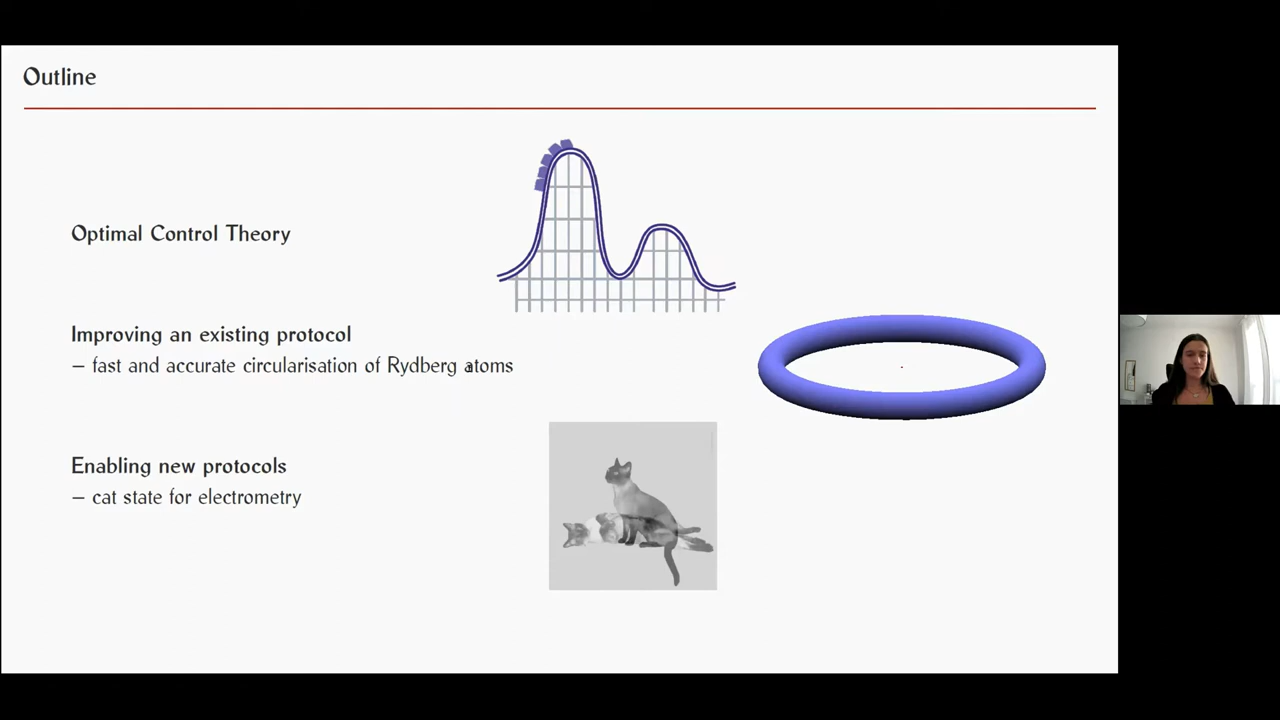 Outline
Optimal Control Theory
Improving an existing protocol
– fast and accurate circularisation of Rydberg atoms
Enabling new protocols
– cat state for electrometry